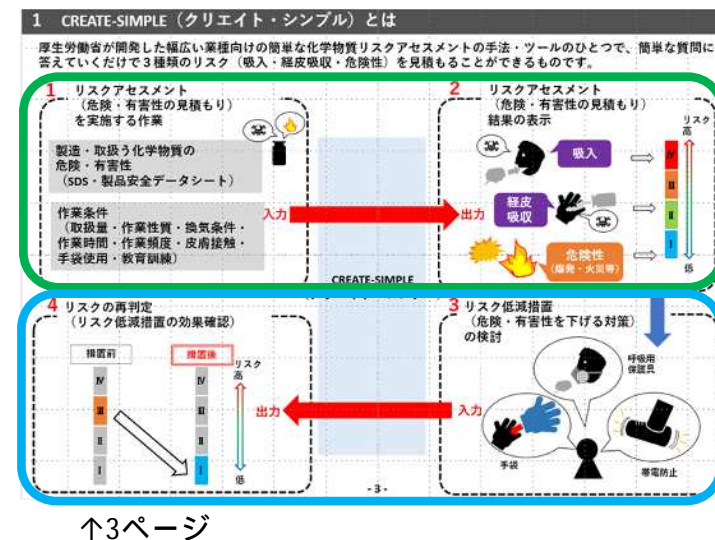 1 CREATE-SIMPLE（クリエイト・シンプル）とは
厚生労働省が開発した幅広い業種向けの簡単な化学物質リスクアセスメントの手法・ツールのひとつで、簡単な質問に
答えていくだけで３種類のリスク（吸入・経皮吸収・危険性）を見積もることができるものです。
1 リスクアセスメント
（危険・有害性の見積もり）
を実施する作業
製造・取扱う化学物質の
危険・有害性
（SDS・製品安全データシート）
作業条件
（取扱量・作業性質・換気条件・
作業時間・作業頻度・皮膚接触・
手袋使用・教育訓練）
入力
2 リスクアセスメント
（危険・有害性の見積もり）
結果の表示
出力
吸入
経皮
吸収
危険性
（爆発・火災等）
リスク
高
Ⅳ
Ⅲ
Ⅱ
Ⅰ
低
CREATE-SIMPLE
3 リスク低減措置
（危険・有害性を下げる対策）
の検討
呼吸用
保護具
手袋
帯電防止
入力
4 リスクの再判定
（リスク低減措置の効果確認）
措置前
措置後
Ⅳ
Ⅲ
Ⅱ
Ⅰ
Ⅳ
Ⅲ
Ⅱ
Ⅰ
リスク
高
低
出力
- 3 -
↑3ページ